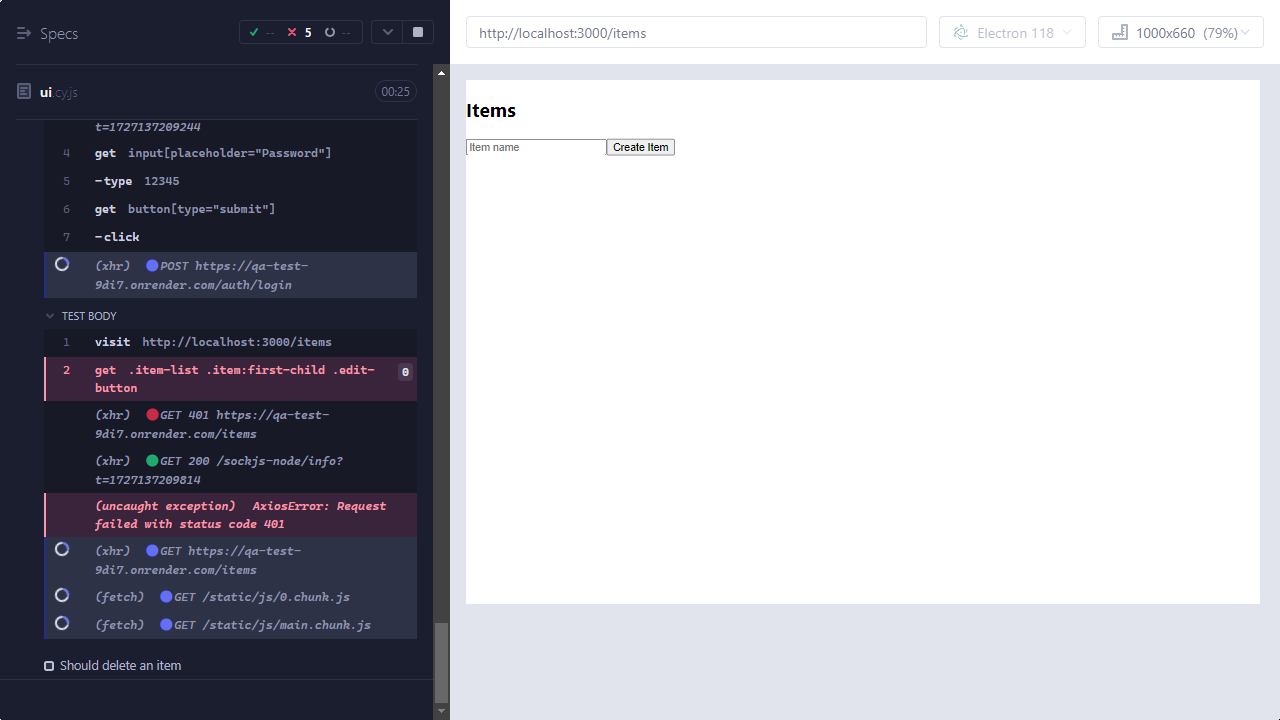 Specs
-- 5 --
ui.cy.js
00:25
t=1727137209244
4 get input[placeholder="Password"]
5 -type 12345
6 get button[type="submit"]
7 -click
(xhr) POST https://qa-test-
9di7.onrender.com/auth/login
TEST BODY
1 visit http://localhost:3000/items
2 get .item-list .item:first-child .edit- 0
button
(xhr) GET 401 https://qa-test-
9di7.onrender.com/items
(xhr) GET 200 /sockjs-node/info?
t=1727137209814
(uncaught exception) AxiosError: Request
failed with status code 401
(xhr) GET https://qa-test-
9di7.onrender.com/items
(fetch) GET /static/js/0.chunk.js
(fetch) GET /static/js/main.chunk.js
Should delete an item
http://localhost:3000/items
Electron 118
1000x660 (79%)
Items
Item name Create Item